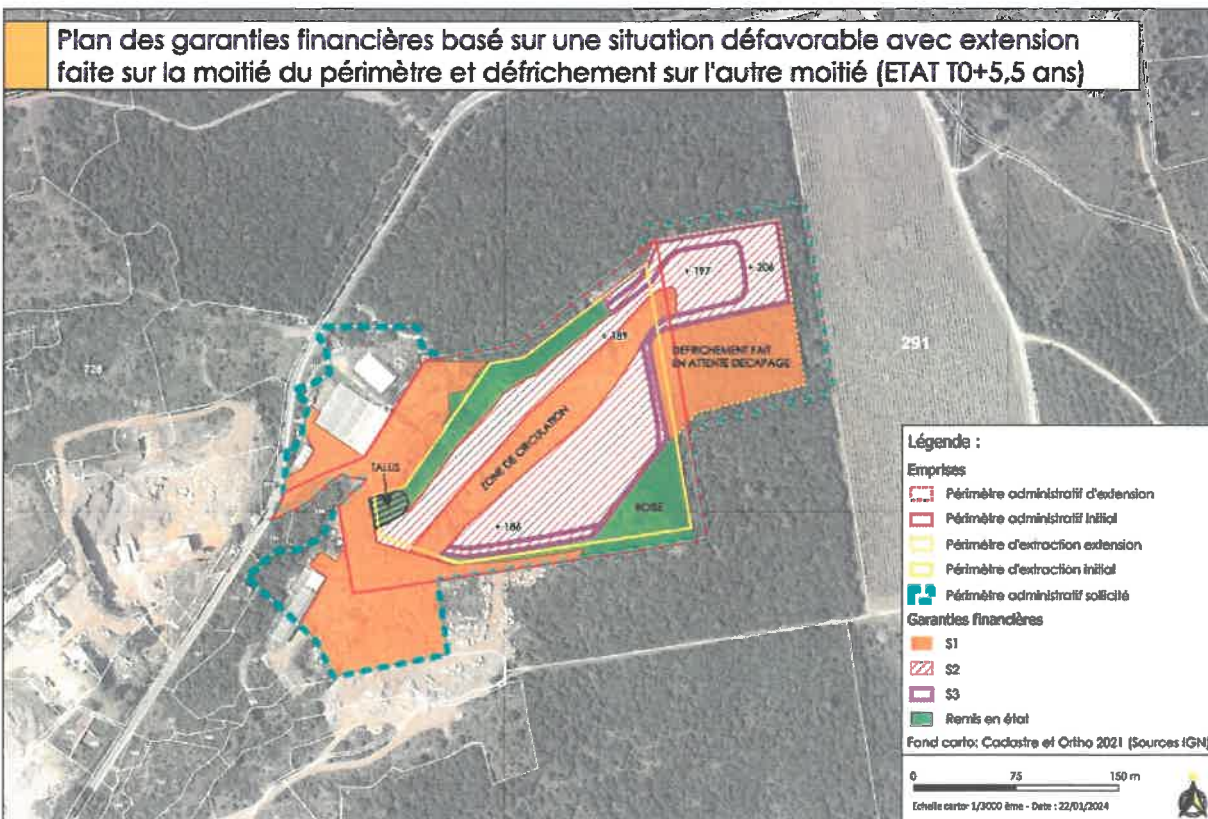 Plan des garanties financières basé sur une situation défavorable avec extension
faite sur la moitié du périmètre et défrichement sur l'autre moitié (ETAT T0+5,5 ans)
+ 197
+ 206
+ 189
DEFRICHEMENT FAIT
EN ATTENTE DECAPAGE
291
728
ZONE DE CIRCULATION
TALUS
BOISE
+ 186
Légende :
Emprises
Périmètre administratif d'extension
Périmètre administratif initial
Périmètre d'extraction extension
Périmètre d'extraction initial
Périmètre administratif sollicité
Garanties financières
S1
S2
S3
Remis en état
Fond carto: Cadastre et Ortho 2021 (Sources IGN)
0 75 150 m
Echelle carto: 1/3000 ème - Date : 22/03/2024